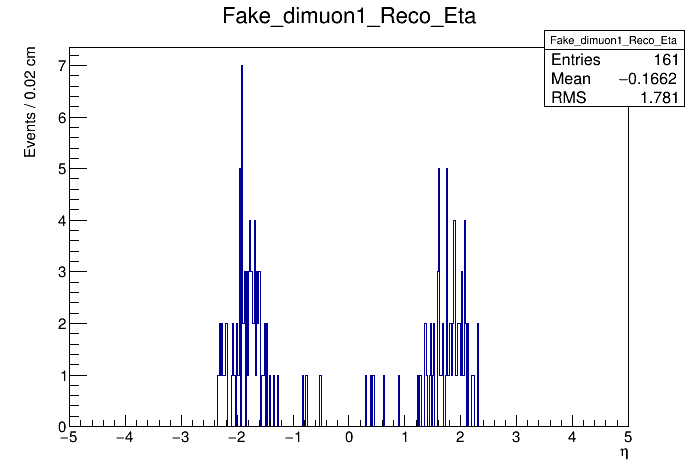 Fake_dimuon1_Reco_Eta
Fake_dimuon1_Reco_Eta
Entries 161
Mean −0.1662
RMS 1.781
Events / 0.02 cm
7
6
5
4
3
2
1
0
−5 −4 −3 −2 −1 0 1 2 3 4 5
η